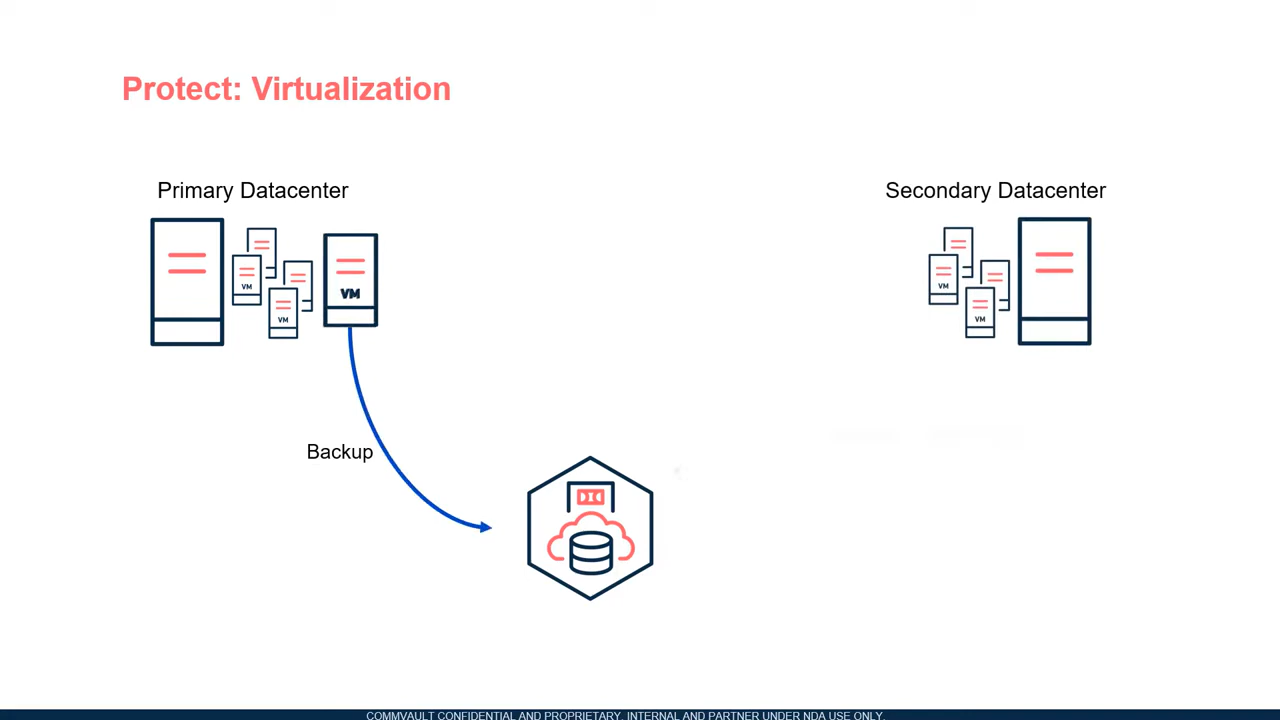 Protect: Virtualization
Primary Datacenter
Secondary Datacenter
VM
VM
VM
VM
VM
Backup
COMMVAULT CONFIDENTIAL AND PROPRIETARY. INTERNAL AND PARTNER UNDER NDA USE ONLY.